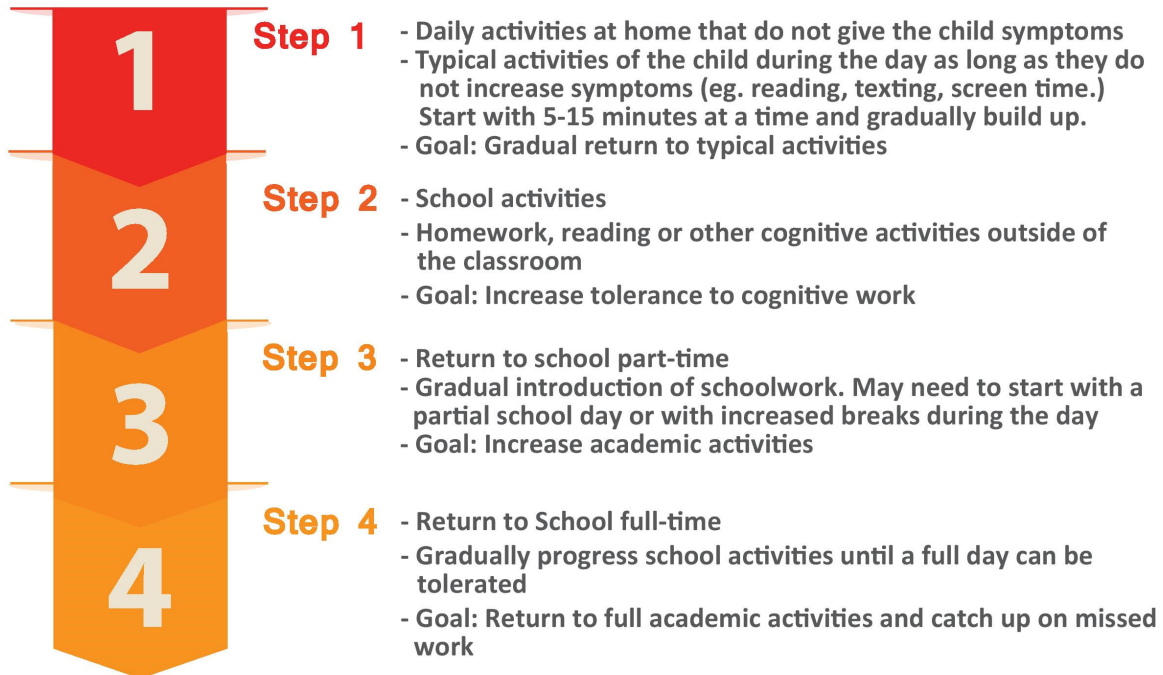 1
Step 1
- Daily activities at home that do not give the child symptoms
- Typical activities of the child during the day as long as they do
not increase symptoms (eg. reading, texting, screen time.)
Start with 5-15 minutes at a time and gradually build up.
- Goal: Gradual return to typical activities
2
Step 2
- School activities
- Homework, reading or other cognitive activities outside of
the classroom
- Goal: Increase tolerance to cognitive work
3
Step 3
- Return to school part-time
- Gradual introduction of schoolwork. May need to start with a
partial school day or with increased breaks during the day
- Goal: Increase academic activities
4
Step 4
- Return to School full-time
- Gradually progress school activities until a full day can be
tolerated
- Goal: Return to full academic activities and catch up on missed
work